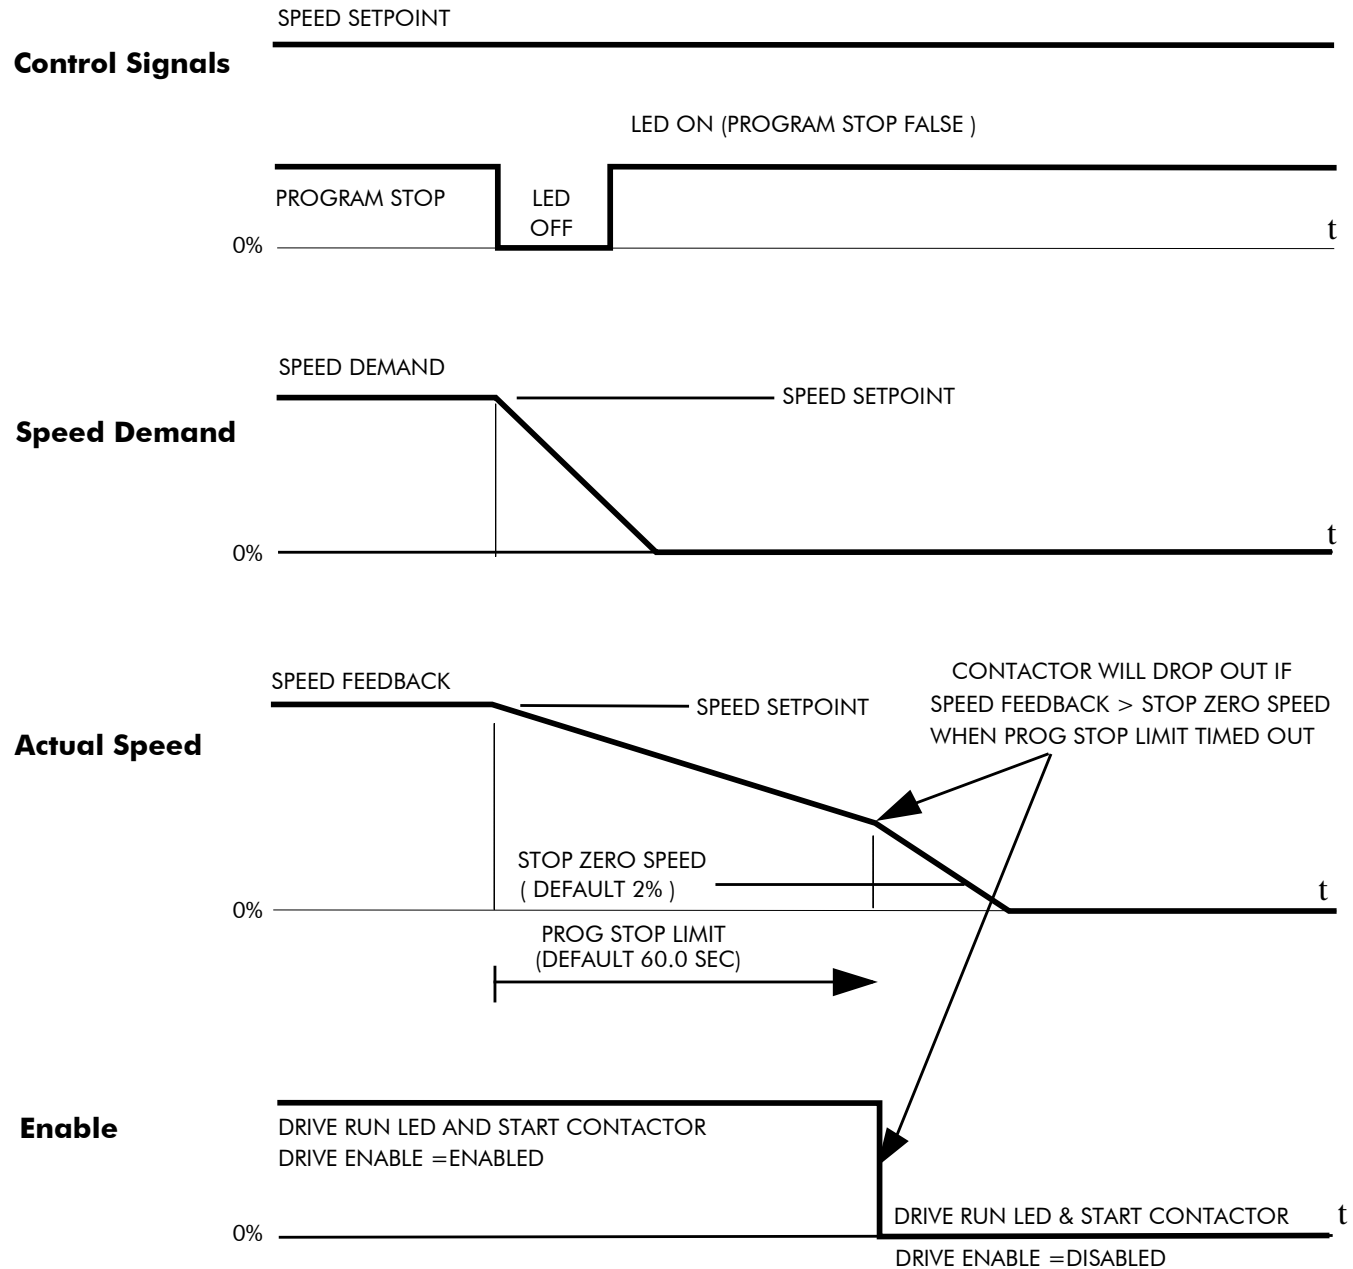 SPEED SETPOINT
Control Signals
LED ON (PROGRAM STOP FALSE )
PROGRAM STOP
LED
OFF
0%
t
SPEED DEMAND
SPEED SETPOINT
Speed Demand
0%
t
CONTACTOR WILL DROP OUT IF
SPEED FEEDBACK > STOP ZERO SPEED
WHEN PROG STOP LIMIT TIMED OUT
SPEED FEEDBACK
SPEED SETPOINT
Actual Speed
STOP ZERO SPEED
( DEFAULT 2% )
0%
t
PROG STOP LIMIT
(DEFAULT 60.0 SEC)
Enable
DRIVE RUN LED AND START CONTACTOR
DRIVE ENABLE =ENABLED
DRIVE RUN LED & START CONTACTOR
t
0%
DRIVE ENABLE =DISABLED